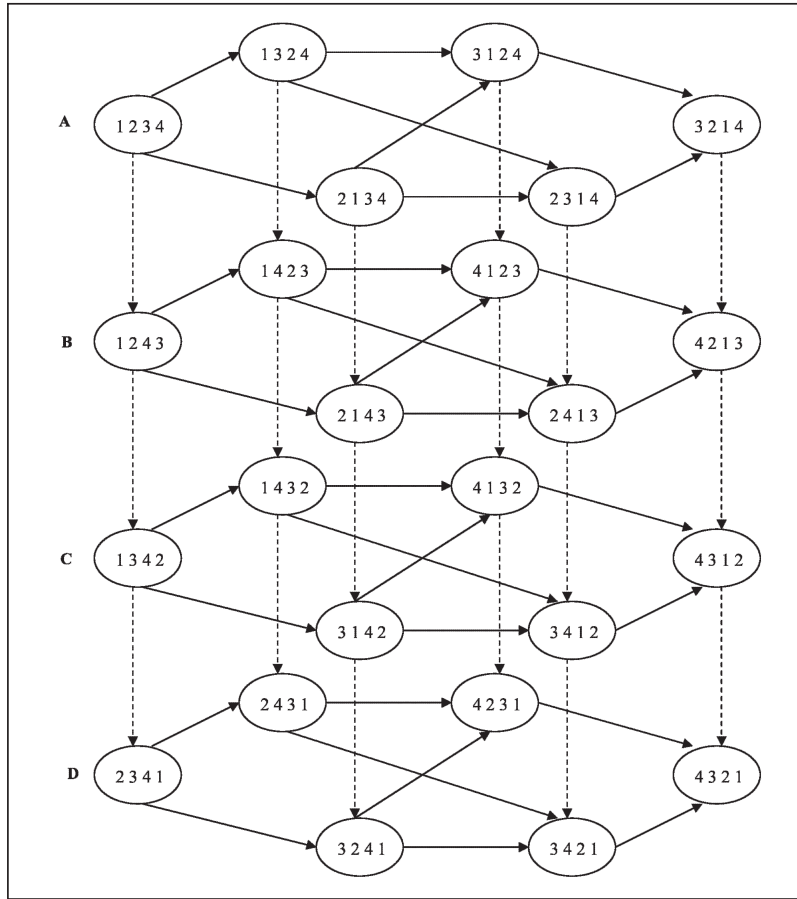 1 3 2 4 3 1 2 4
A 1 2 3 4 3 2 1 4
2 1 3 4 2 3 1 4
1 4 2 3 4 1 2 3
B 1 2 4 3 4 2 1 3
2 1 4 3 2 4 1 3
1 4 3 2 4 1 3 2
C 1 3 4 2 4 3 1 2
3 1 4 2 3 4 1 2
2 4 3 1 4 2 3 1
D 2 3 4 1 4 3 2 1
3 2 4 1 3 4 2 1